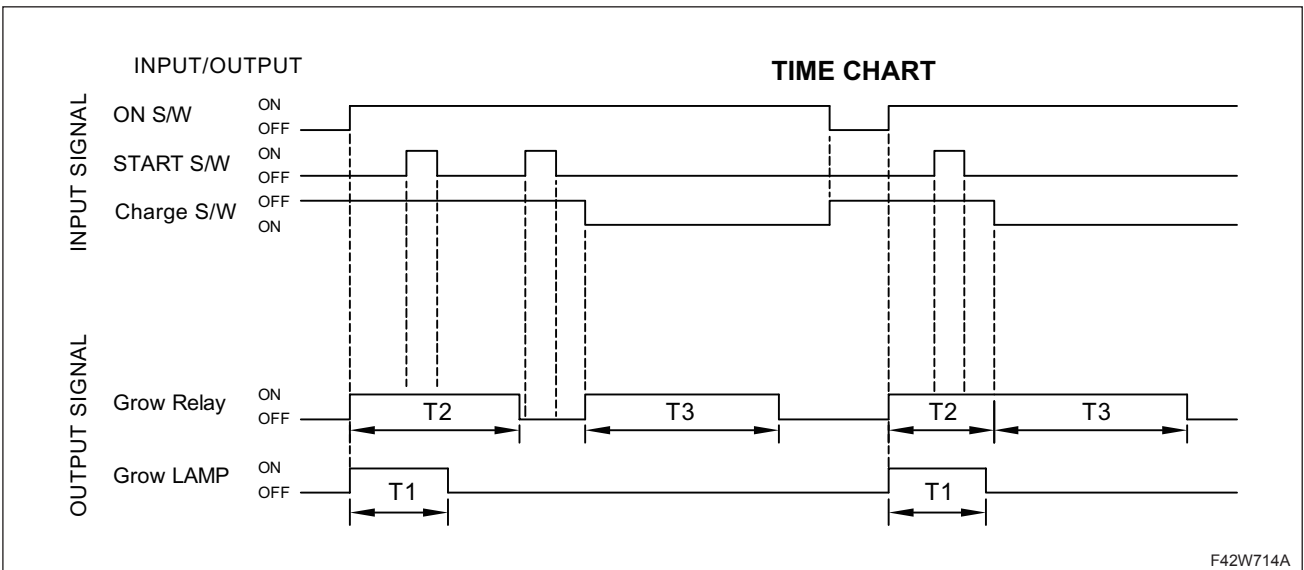 INPUT/OUTPUT
TIME CHART
INPUT SIGNAL
ON S/W ON
OFF
START S/W ON
OFF
Charge S/W OFF
ON
OUTPUT SIGNAL
Grow Relay ON
OFF
T2 T3 T2 T3
Grow LAMP ON
OFF
T1 T1
F42W714A